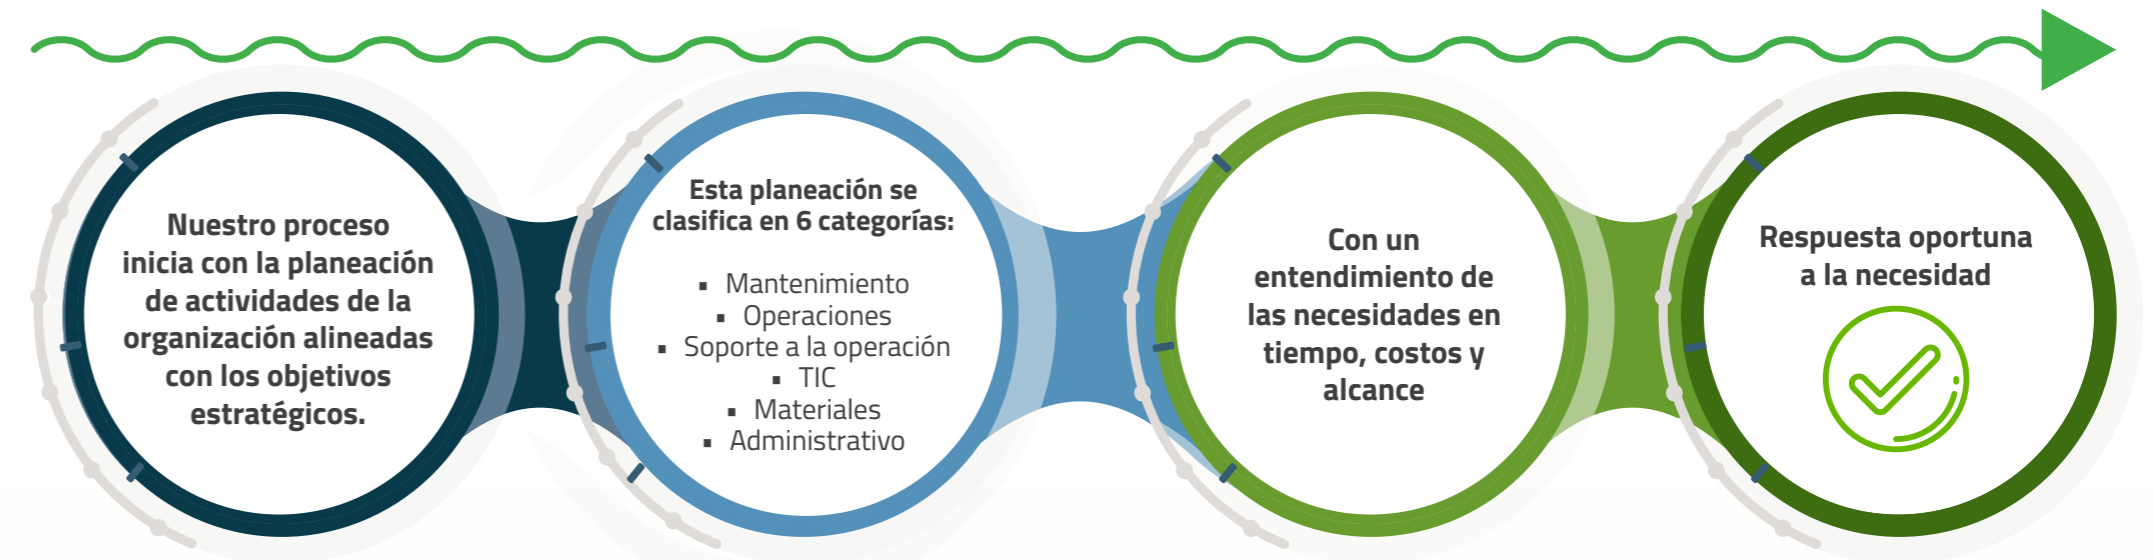 Nuestro proceso
inicia con la planeación
de actividades de la
organización alineadas
con los objetivos
estratégicos.
Esta planeación se
clasifica en 6 categorías:
▪ Mantenimiento
▪ Operaciones
▪ Soporte a la operación
▪ TIC
▪ Materiales
▪ Administrativo
Con un
entendimiento de
las necesidades en
tiempo, costos y
alcance
Respuesta oportuna
a la necesidad